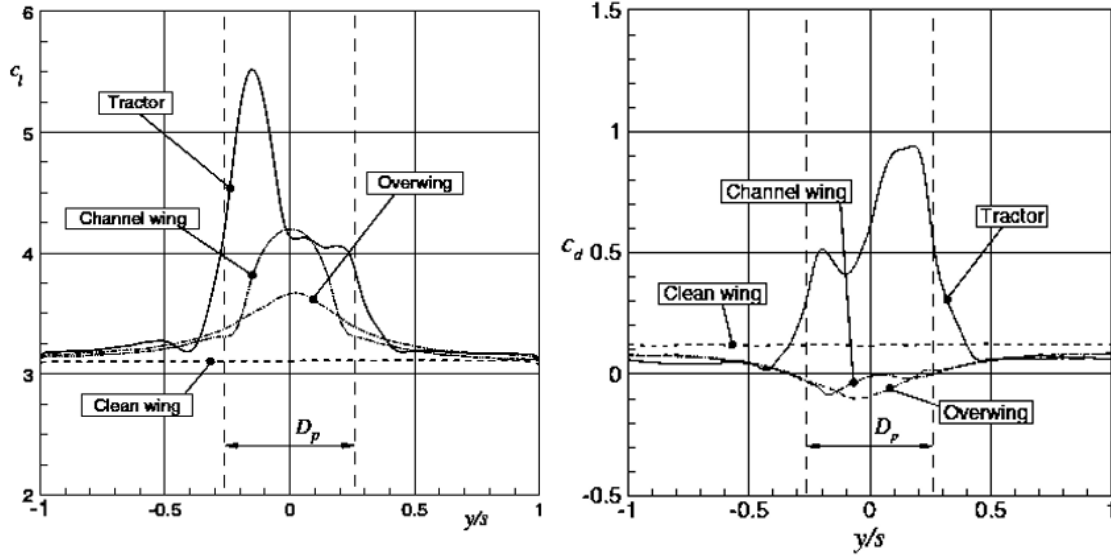 6
c_l
Tractor
5
Overwing
Channel wing
4
3
Clean wing
D_p
2
-1
-0.5
0
0.5
1
y/s
1.5
1
Channel wing
Tractor
c_d
0.5
Clean wing
0
Overwing
D_p
-0.5
-1
-0.5
0
0.5
1
y/s